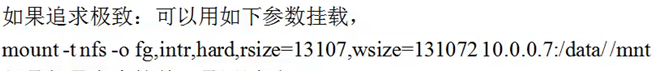 如果追求极致：可以用如下参数挂载，
mount -t nfs -o fg,intr,hard,rsize=13107,wsize=131072 10.0.0.7:/data/ /mnt